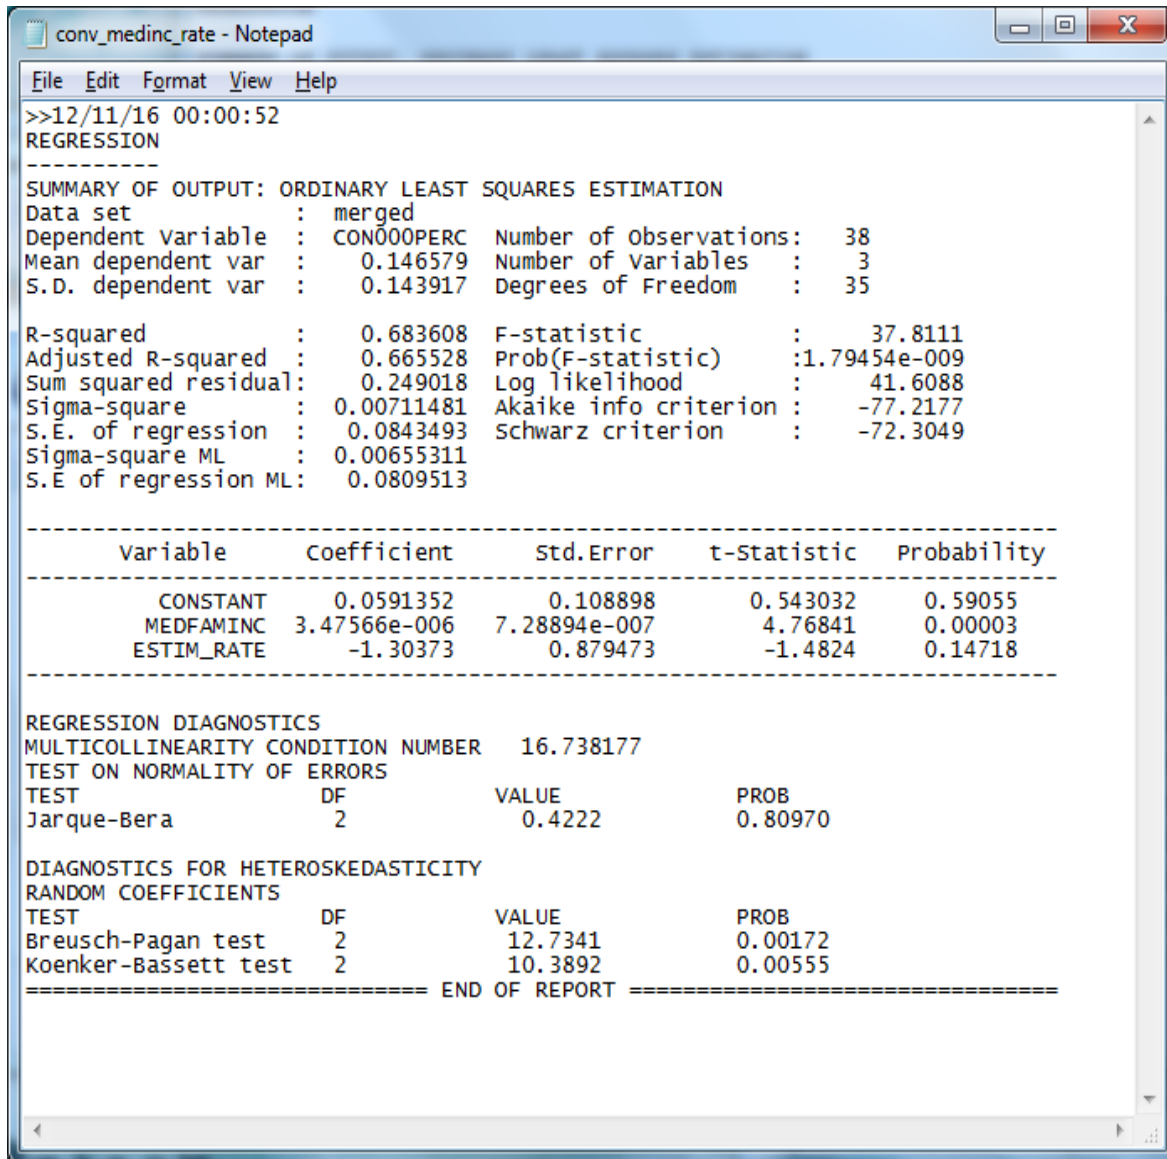 conv_medinc_rate - Notepad
File Edit Format View Help
>>12/11/16 00:00:52
REGRESSION
----------
SUMMARY OF OUTPUT: ORDINARY LEAST SQUARES ESTIMATION
Data set : merged
Dependent Variable : CON000PERC Number of Observations: 38
Mean dependent var : 0.146579 Number of Variables : 3
S.D. dependent var : 0.143917 Degrees of Freedom : 35
R-squared : 0.683608 F-statistic : 37.8111
Adjusted R-squared : 0.665528 Prob(F-statistic) :1.79454e-009
Sum squared residual: 0.249018 Log likelihood : 41.6088
Sigma-square : 0.00711481 Akaike info criterion : -77.2177
S.E. of regression : 0.0843493 Schwarz criterion : -72.3049
Sigma-square ML : 0.00655311
S.E of regression ML: 0.0809513
-----------------------------------------------------------------------------
Variable Coefficient Std.Error t-Statistic Probability
-----------------------------------------------------------------------------
CONSTANT 0.0591352 0.108898 0.543032 0.59055
MEDFAMINC 3.47566e-006 7.28894e-007 4.76841 0.00003
ESTIM_RATE -1.30373 0.879473 -1.4824 0.14718
-----------------------------------------------------------------------------
REGRESSION DIAGNOSTICS
MULTICOLLINEARITY CONDITION NUMBER 16.738177
TEST ON NORMALITY OF ERRORS
TEST DF VALUE PROB
Jarque-Bera 2 0.4222 0.80970
DIAGNOSTICS FOR HETEROSKEDASTICITY
RANDOM COEFFICIENTS
TEST DF VALUE PROB
Breusch-Pagan test 2 12.7341 0.00172
Koenker-Bassett test 2 10.3892 0.00555
============================== END OF REPORT ================================